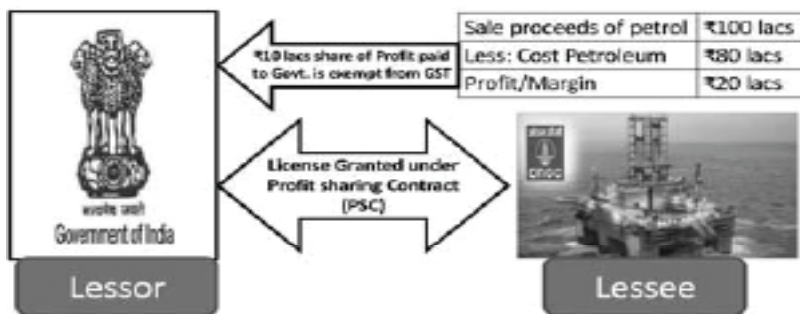 Sale proceeds of petrol ₹100 lacs
Less: Cost Petroleum ₹80 lacs
Profit/Margin ₹20 lacs
₹10 lacs share of Profit paid
to Govt. is exempt from GST
License Granted under
Profit sharing Contract
(PSC)
सत्यमेव जयते
Government of India
ONGC
Lessor
Lessee